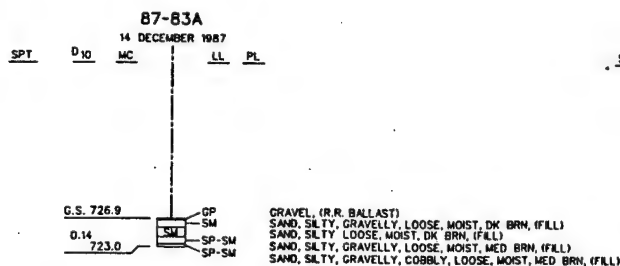 87-83A
14 DECEMBER 1987
SPT D10 MC LL PL
G.S. 726.9
GP GRAVEL, (R.R. BALLAST)
SM SAND, SILTY, GRAVELLY, LOOSE, MOIST, DK BRN, (FILL)
SM SAND, SILTY LOOSE, MOIST, DK BRN, (FILL)
0.14 SP-SM SAND, SILTY, GRAVELLY, LOOSE, MOIST, MED BRN, (FILL)
723.0 SP-SM SAND, SILTY, GRAVELLY, COBBLY, LOOSE, MOIST, MED BRN, (FILL)